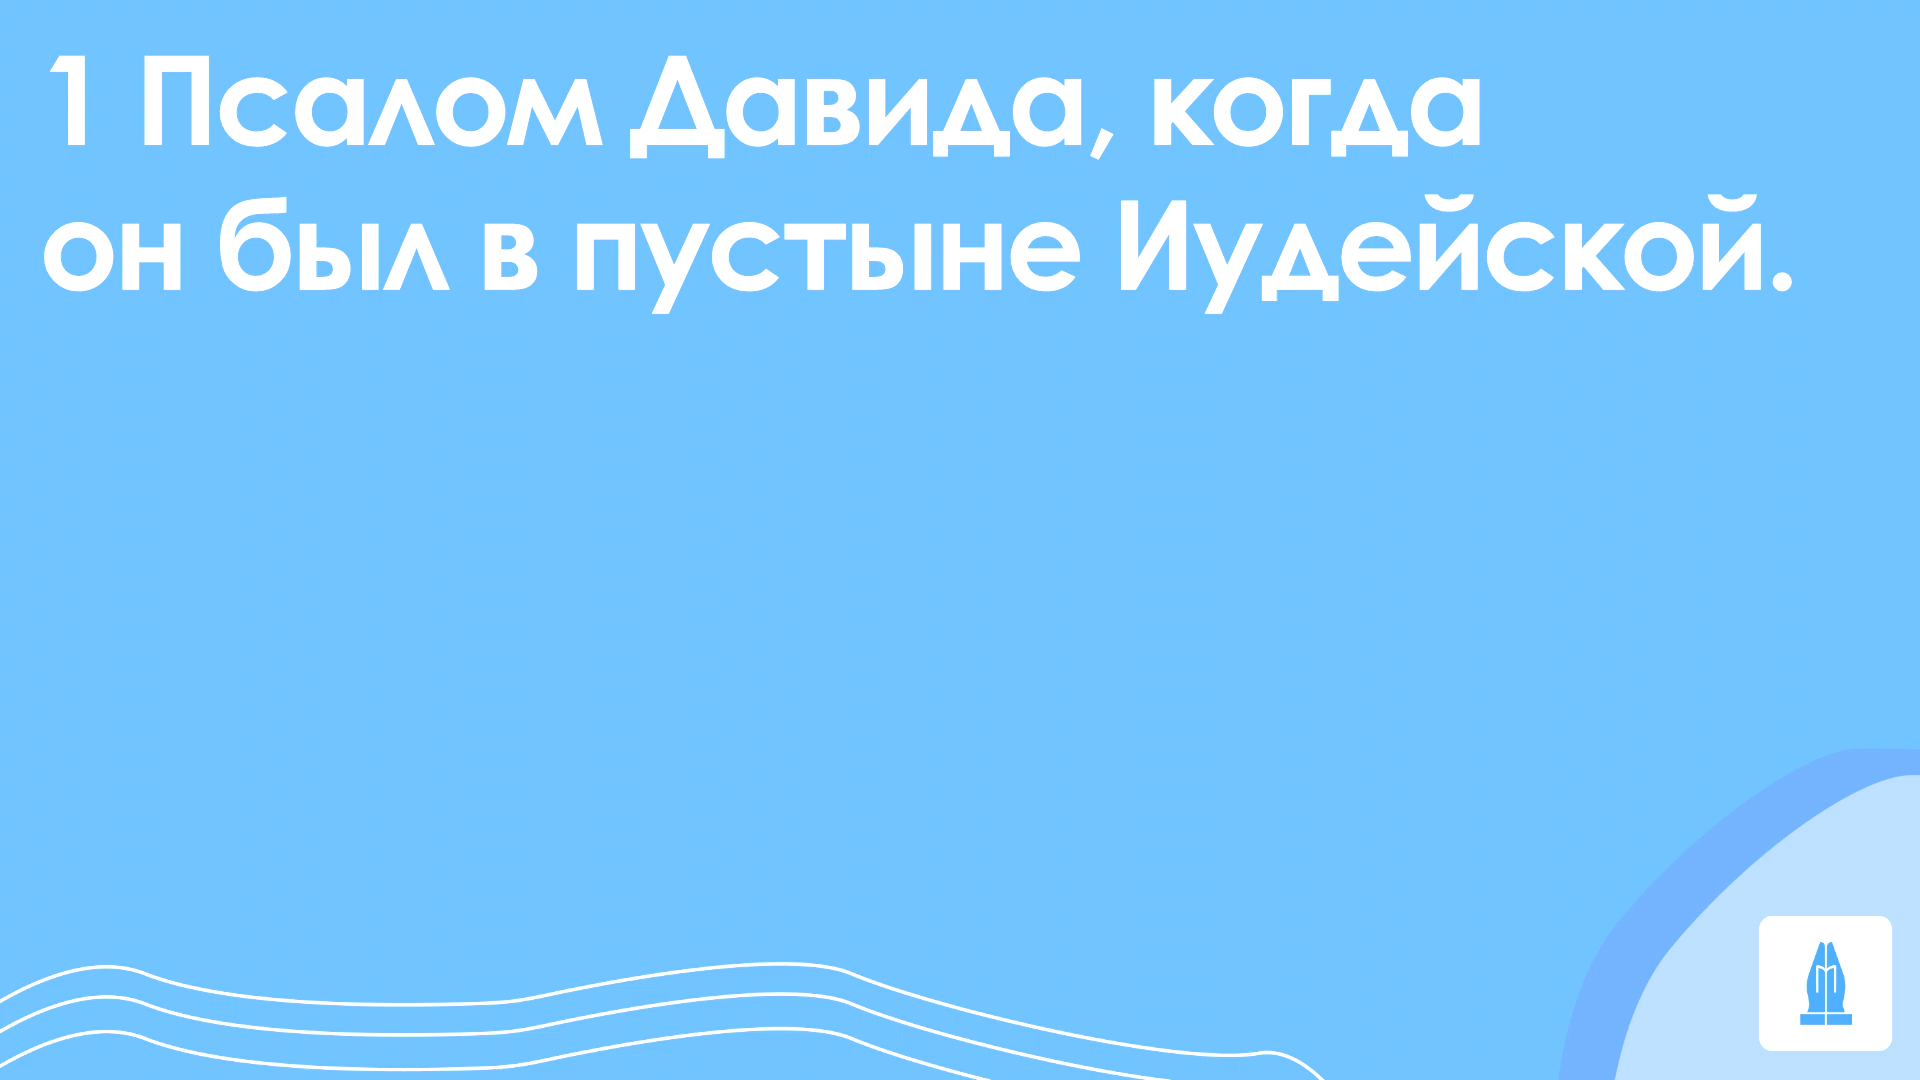 1 Псалом Давида, когда
он был в пустыне Иудейской.